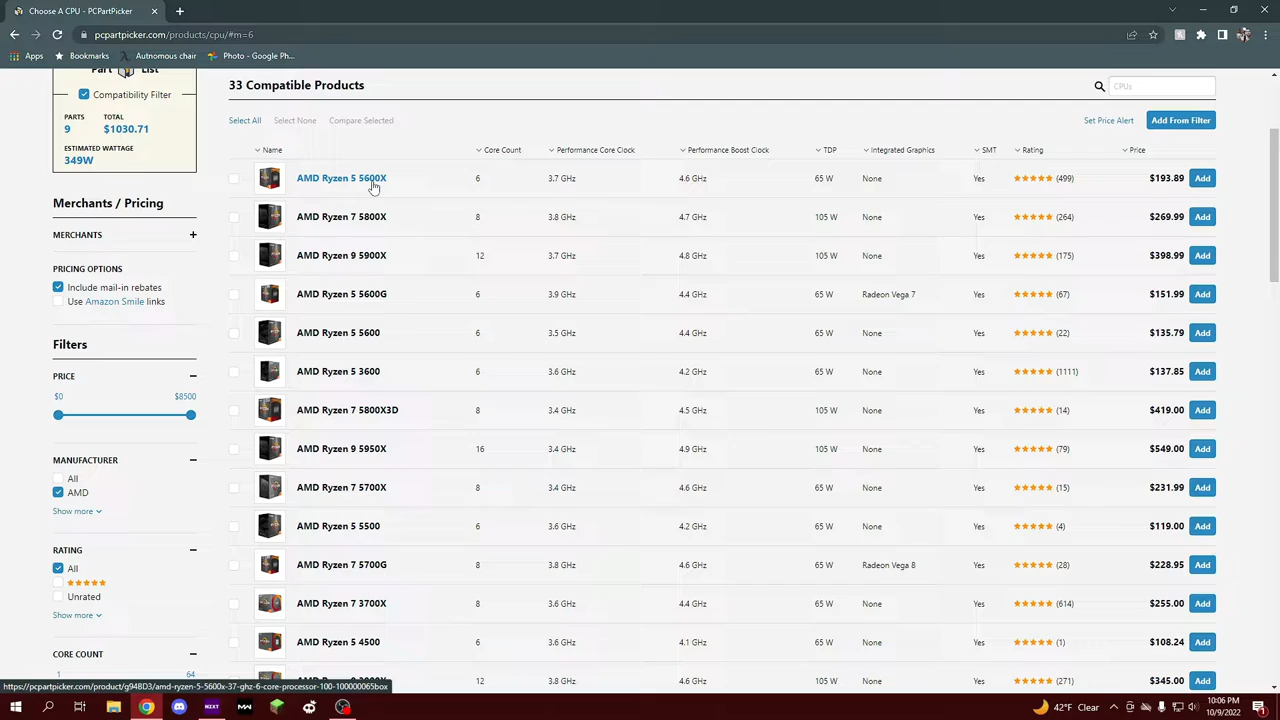 Choose A CPU - PCPartPicker
pcpartpicker.com/products/cpu/#m=6
Apps
Bookmarks
Autnomous chair
Photo - Google Ph...
Part List
Compatibility Filter
PARTS TOTAL
9 $1030.71
ESTIMATED WATTAGE
349W
Merchants / Pricing
MERCHANTS
PRICING OPTIONS
Include mail-in rebates
Use Amazon Smile links
Filters
PRICE
$0 $8500
MANUFACTURER
All
AMD
Show more
RATING
All
Unrated
Show more
CORE COUNT
1 64
33 Compatible Products
CPUs
Select All Select None Compare Selected
Set Price Alert Add From Filter
Name Core Count Performance Core Clock Performance Boost Clock TDP Integrated Graphics SMT Rating Price
AMD Ryzen 5 5600X 6 3.7 GHz 4.6 GHz 65 W None Yes (499) $193.89 Add
AMD Ryzen 7 5800X 8 3.8 GHz 4.7 GHz 105 W None Yes (264) $269.99 Add
AMD Ryzen 9 5900X 12 3.7 GHz 4.8 GHz 105 W None Yes (175) $398.99 Add
AMD Ryzen 5 5600G 6 3.9 GHz 4.4 GHz 65 W Radeon Vega 7 Yes (67) $151.99 Add
AMD Ryzen 5 5600 6 3.5 GHz 4.4 GHz 65 W None Yes (22) $135.79 Add
AMD Ryzen 5 3600 6 3.6 GHz 4.2 GHz 65 W None Yes (1111) $137.85 Add
AMD Ryzen 7 5800X3D 8 3.4 GHz 4.5 GHz 105 W None Yes (14) $419.00 Add
AMD Ryzen 9 5950X 16 3.4 GHz 4.9 GHz 105 W None Yes (79) $549.00 Add
AMD Ryzen 7 5700X 8 3.4 GHz 4.6 GHz 65 W None Yes (15) $231.99 Add
AMD Ryzen 5 5500 6 3.6 GHz 4.2 GHz 65 W None Yes (4) $119.00 Add
AMD Ryzen 7 5700G 8 3.8 GHz 4.6 GHz 65 W Radeon Vega 8 Yes (28) $228.95 Add
AMD Ryzen 7 3700X 8 3.6 GHz 4.4 GHz 65 W None Yes (614) $255.00 Add
AMD Ryzen 5 4500 6 3.6 GHz 4.1 GHz 65 W None Yes (1) $108.24 Add
12 3.8 GHz 4.6 GHz 105 W None Yes (271) $345.00 Add
42°F Clear
10:06 PM
10/9/2022